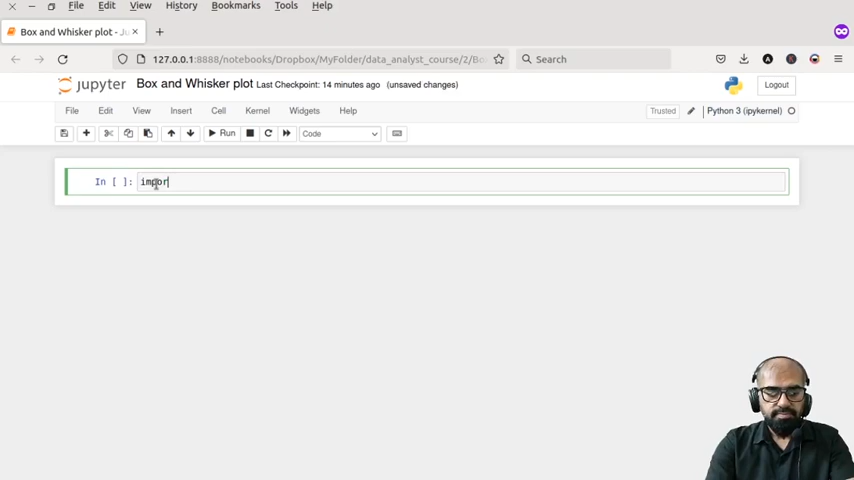 File Edit View History Bookmarks Tools Help
Box and Whisker plot - Ju
127.0.0.1:8888/notebooks/Dropbox/MyFolder/data_analyst_course/2/Bo
Search
jupyter Box and Whisker plot Last Checkpoint: 14 minutes ago (unsaved changes) Logout
File Edit View Insert Cell Kernel Widgets Help Trusted Python 3 (ipykernel)
Run Code
In [ ]: impor